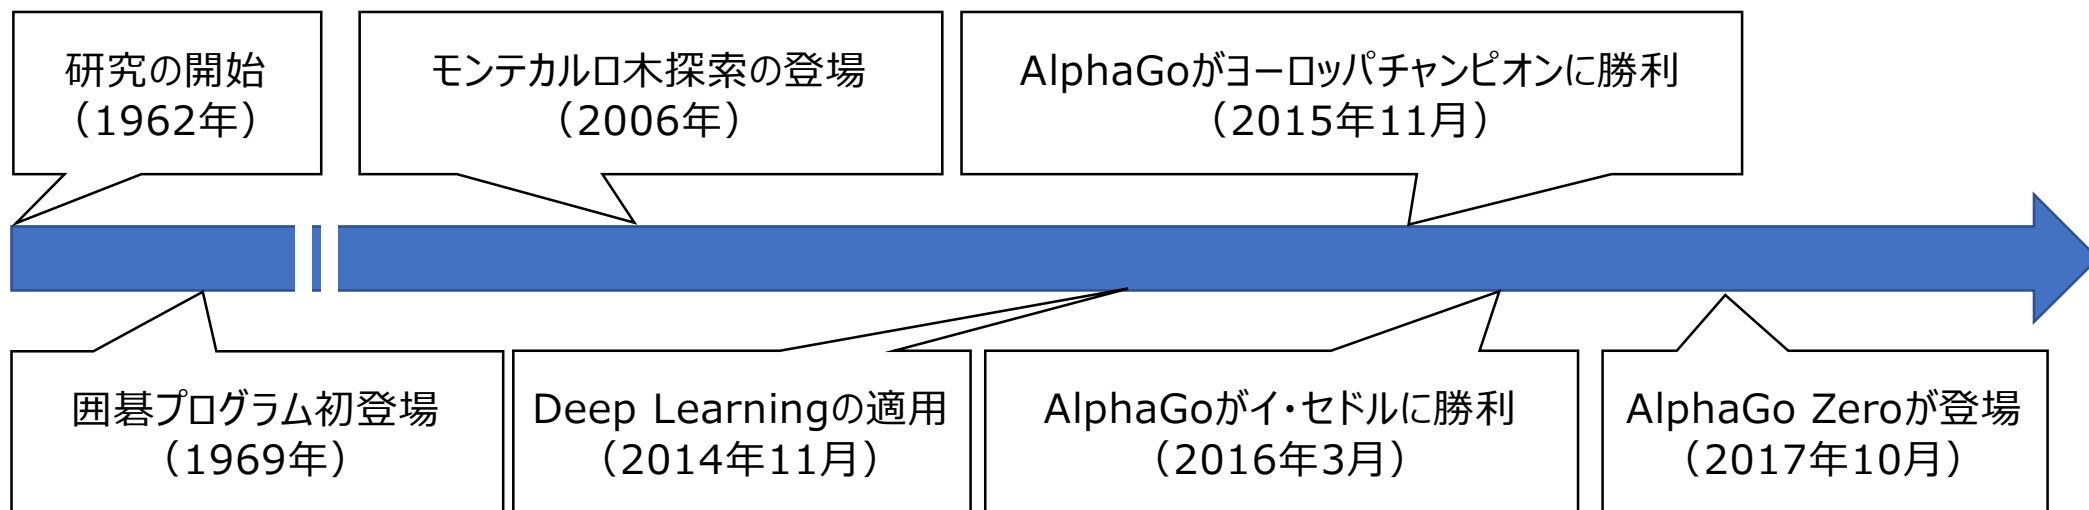 研究の開始
（1962年）
モンテカルロ木探索の登場
（2006年）
AlphaGoがヨーロッパチャンピオンに勝利
（2015年11月）
囲碁プログラム初登場
（1969年）
Deep Learningの適用
（2014年11月）
AlphaGoがイ・セドルに勝利
（2016年3月）
AlphaGo Zeroが登場
（2017年10月）